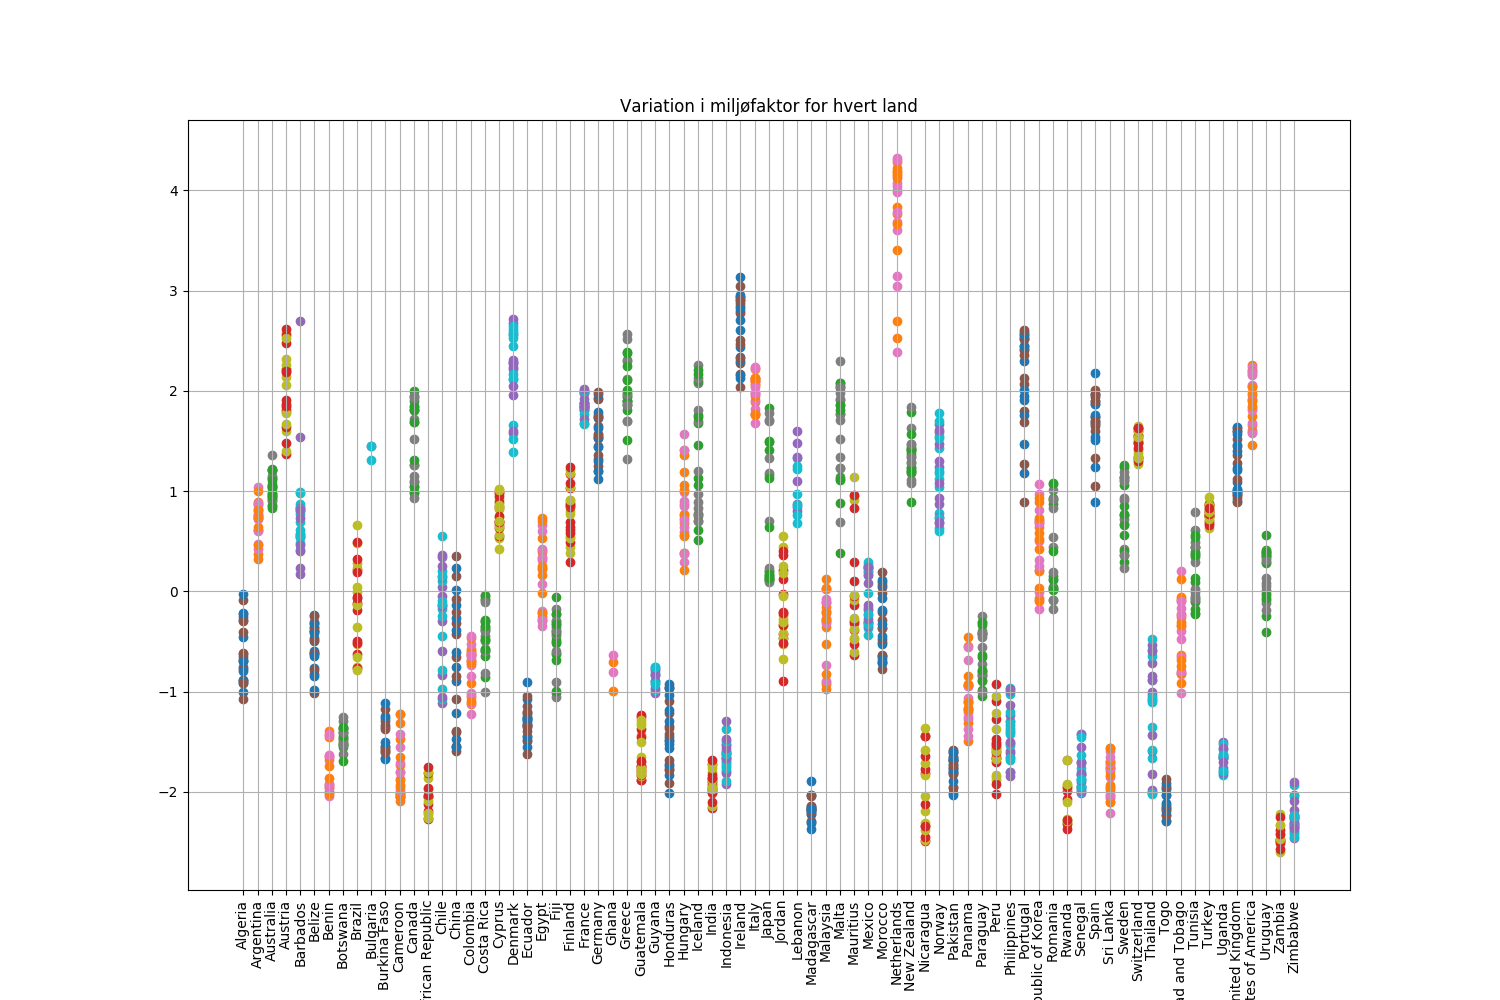 Variation i miljøfaktor for hvert land
4
3
2
1
0
−1
−2
Algeria
Argentina
Australia
Austria
Barbados
Belize
Benin
Botswana
Brazil
Bulgaria
Burkina Faso
Cameroon
Canada
frican Republic
Chile
China
Colombia
Costa Rica
Cyprus
Denmark
Ecuador
Egypt
Fiji
Finland
France
Germany
Ghana
Greece
Guatemala
Guyana
Honduras
Hungary
Iceland
India
Indonesia
Ireland
Italy
Japan
Jordan
Lebanon
Madagascar
Malaysia
Malta
Mauritius
Mexico
Morocco
Netherlands
New Zealand
Nicaragua
Norway
Pakistan
Panama
Paraguay
Peru
Philippines
Portugal
public of Korea
Romania
Rwanda
Senegal
Spain
Sri Lanka
Sweden
Switzerland
Thailand
Togo
ad and Tobago
Tunisia
Turkey
Uganda
nited Kingdom
tes of America
Uruguay
Zambia
Zimbabwe